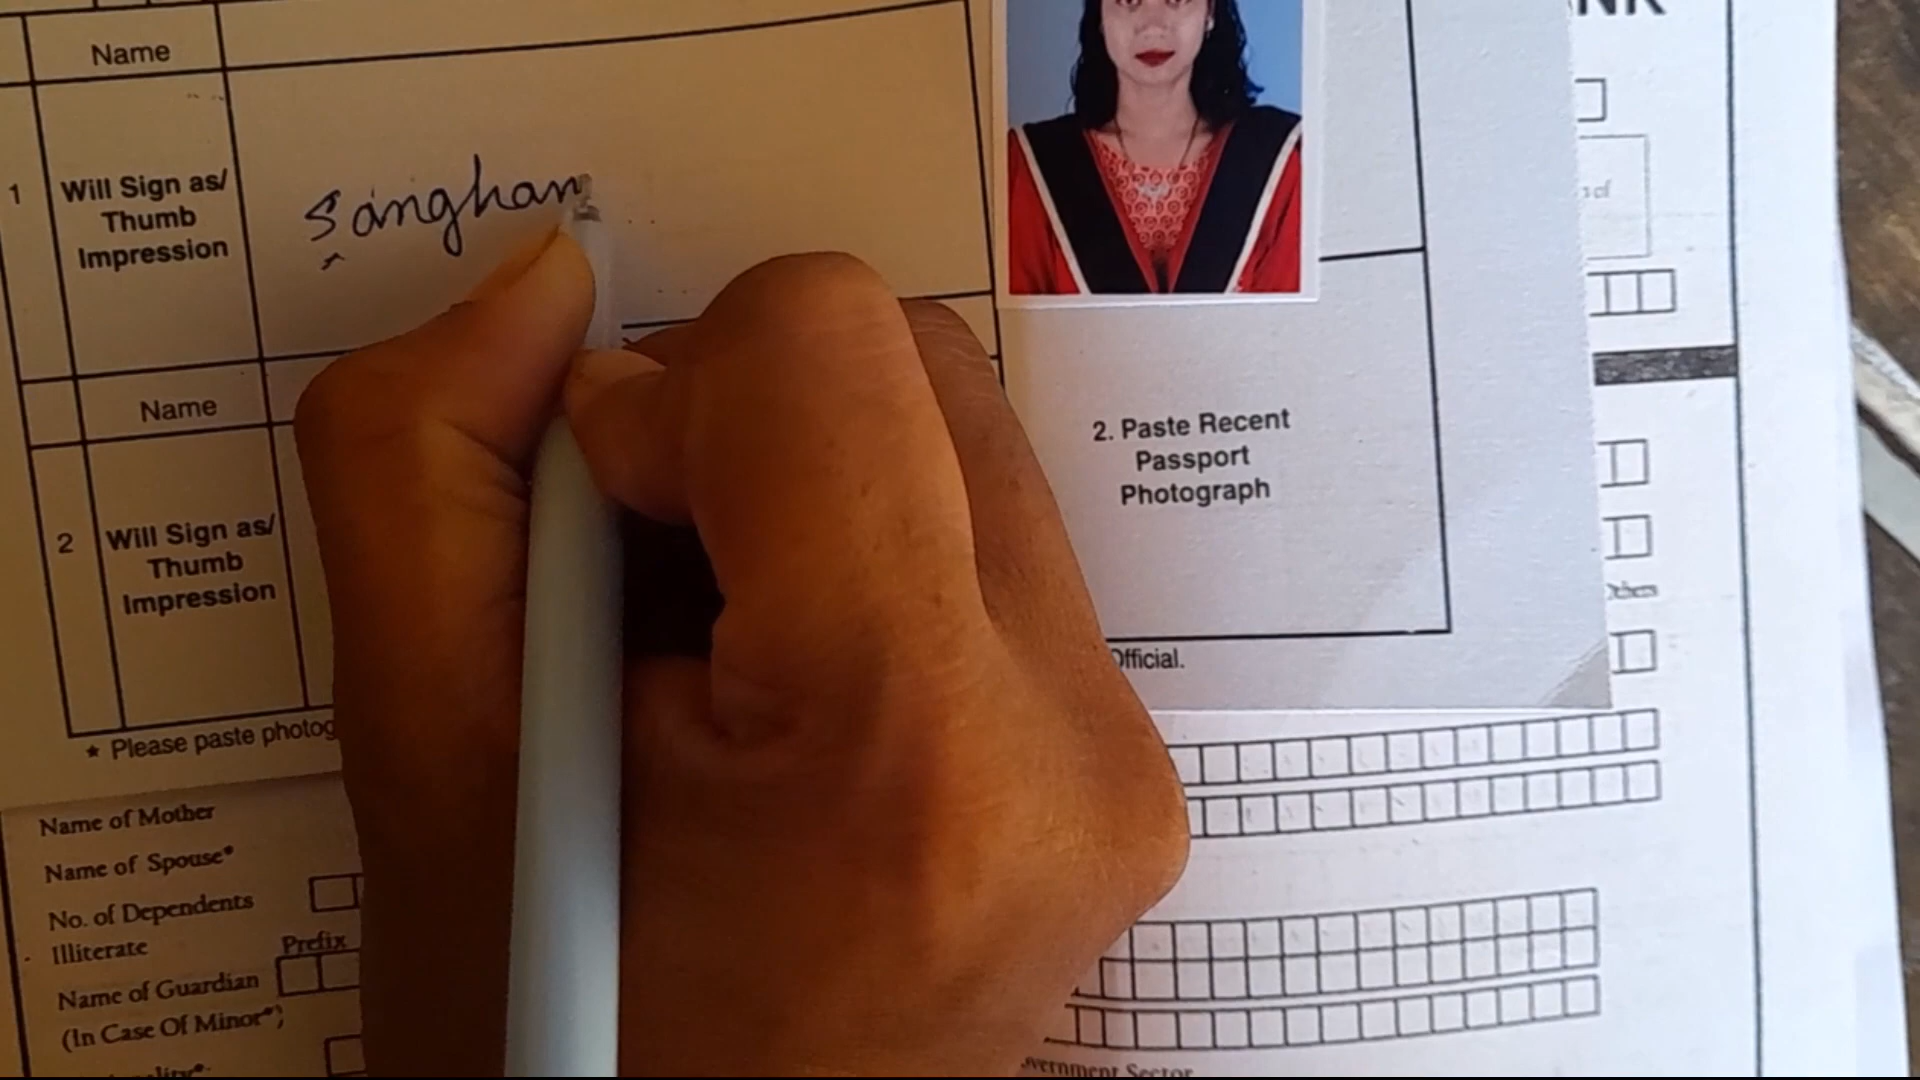 NK
Name
1
Will Sign as/
Thumb
Impression
Sangham
Name
2
Will Sign as/
Thumb
Impression
2. Paste Recent
Passport
Photograph
Official.
* Please paste photog
Name of Mother
Name of Spouse*
No. of Dependents
Illiterate
Prefix
Name of Guardian
(In Case Of Minor*)
Others
vernment Sector